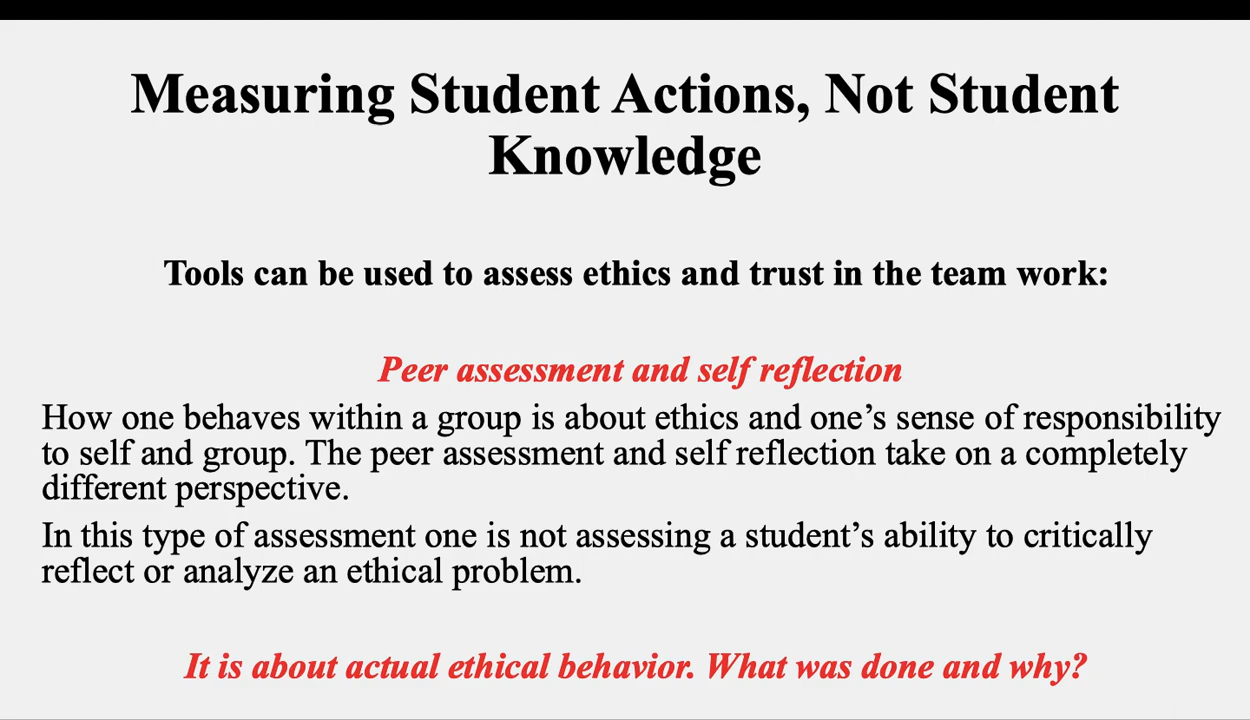 Measuring Student Actions, Not Student
Knowledge
Tools can be used to assess ethics and trust in the team work:
Peer assessment and self reflection
How one behaves within a group is about ethics and one’s sense of responsibility
to self and group. The peer assessment and self reflection take on a completely
different perspective.
In this type of assessment one is not assessing a student’s ability to critically
reflect or analyze an ethical problem.
It is about actual ethical behavior. What was done and why?